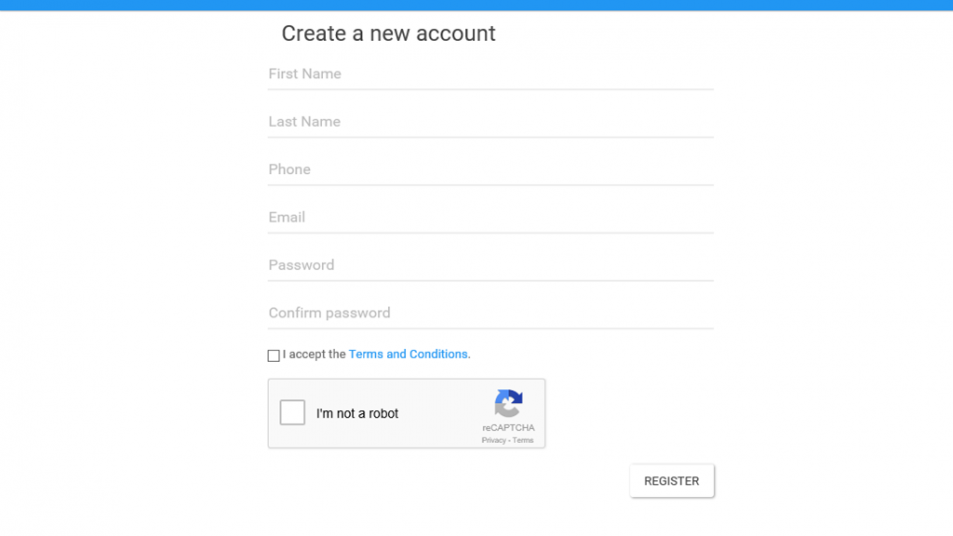 Create a new account
First Name
Last Name
Phone
Email
Password
Confirm password
I accept the Terms and Conditions.
I'm not a robot
reCAPTCHA
Privacy - Terms
REGISTER